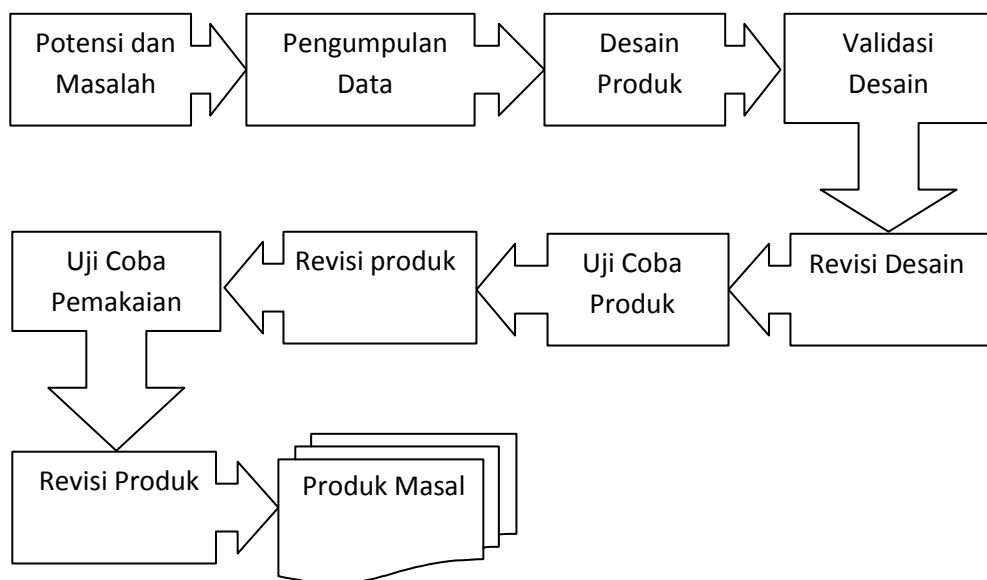 Potensi dan
Masalah
Pengumpulan
Data
Desain
Produk
Validasi
Desain
Revisi Desain
Uji Coba
Produk
Revisi produk
Uji Coba
Pemakaian
Revisi Produk
Produk Masal